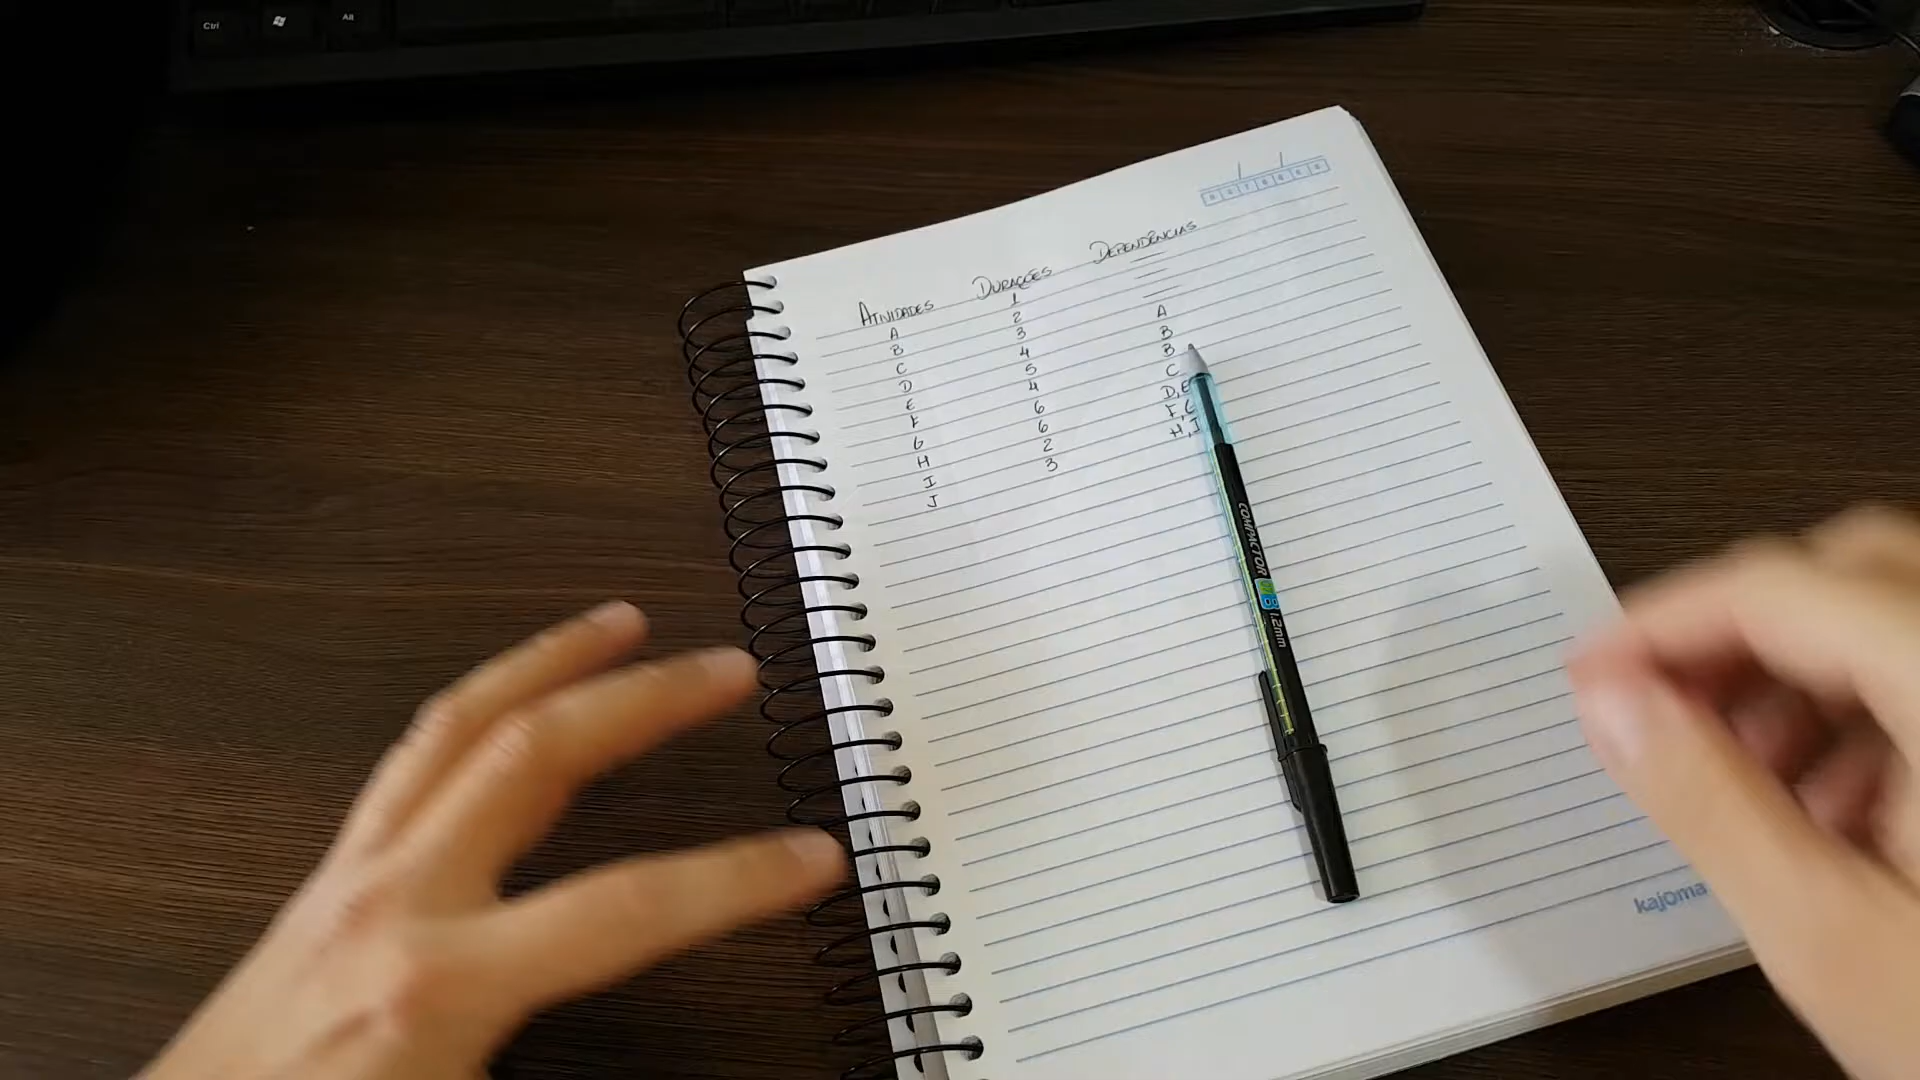 Ctrl Alt
ATIVIDADES DURAÇÕES DEPENDÊNCIAS
A 1 —
B 2 —
C 3 —
D 4 A
E 5 B
F 4 B
G 6 C
H 6 D,E
I 2 F,
J 3 H,I
COMPACTOR 1.2mm
kajoma